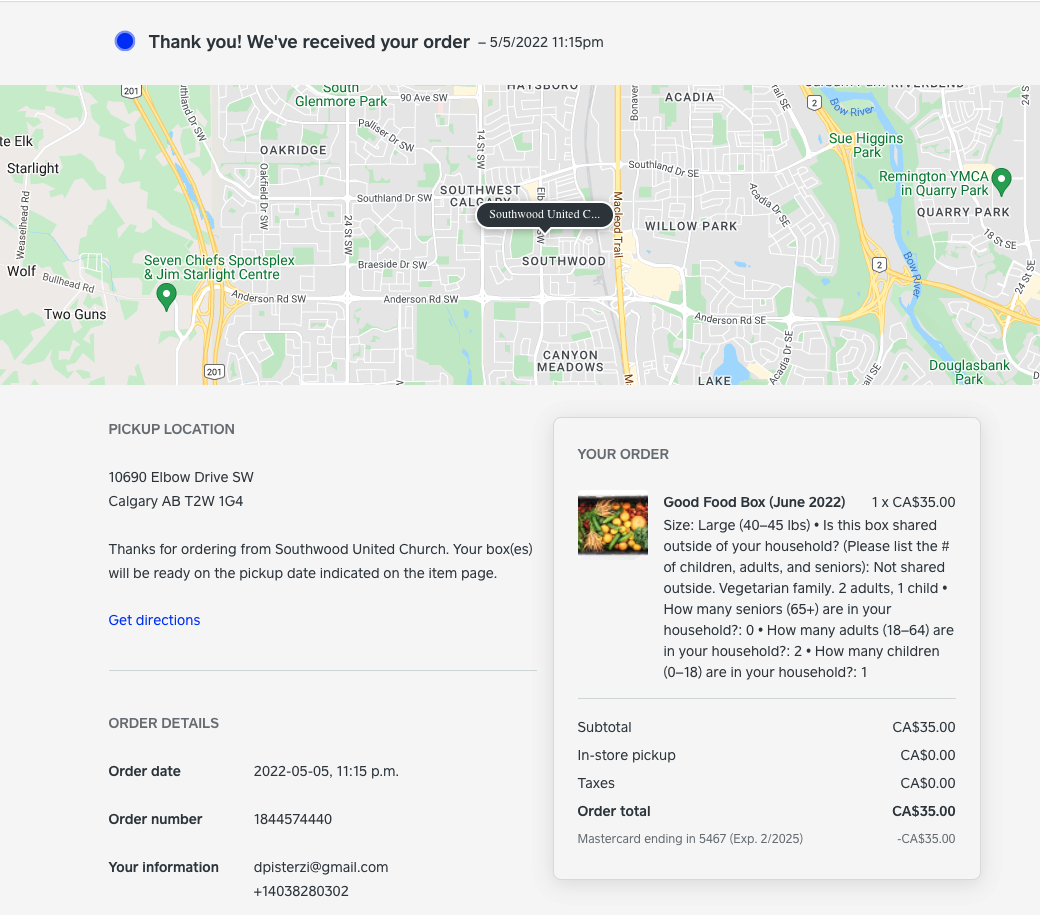 Thank you! We've received your order – 5/5/2022 11:15pm
201
South
Glenmore Park
90 Ave SW
HAYSBORO
ACADIA
2
Bow River
24 S
te Elk
Starlight
Palliser Dr SW
14 St SW
OAKRIDGE
Oakfield Dr SW
Sue Higgins
Park
Southland Dr SE
Remington YMCA
in Quarry Park
QUARRY PARK
SOUTHWEST
CALGARY
Southland Dr SW
Acadia Dr SE
Weaselhead Rd
Southwood United C...
24 St SW
Macleod Trail
WILLOW PARK
18 St SE
Seven Chiefs Sportsplex
& Jim Starlight Centre
Braeside Dr SW
SOUTHWOOD
2
Bow River
24 St SE
Wolf
Bullhead Rd
Two Guns
Anderson Rd SW
Anderson Rd SW
Anderson Rd SE
CANYON
MEADOWS
Acadia Dr SE
201
LAKE
Douglasbank
Park
PICKUP LOCATION
10690 Elbow Drive SW
Calgary AB T2W 1G4
Thanks for ordering from Southwood United Church. Your box(es)
will be ready on the pickup date indicated on the item page.
Get directions
ORDER DETAILS
Order date 2022-05-05, 11:15 p.m.
Order number 1844574440
Your information dpisterzi@gmail.com
+14038280302
YOUR ORDER
Good Food Box (June 2022) 1 x CA$35.00
Size: Large (40–45 lbs) • Is this box shared
outside of your household? (Please list the #
of children, adults, and seniors): Not shared
outside. Vegetarian family. 2 adults, 1 child •
How many seniors (65+) are in your
household?: 0 • How many adults (18–64) are
in your household?: 2 • How many children
(0–18) are in your household?: 1
Subtotal CA$35.00
In-store pickup CA$0.00
Taxes CA$0.00
Order total CA$35.00
Mastercard ending in 5467 (Exp. 2/2025) -CA$35.00